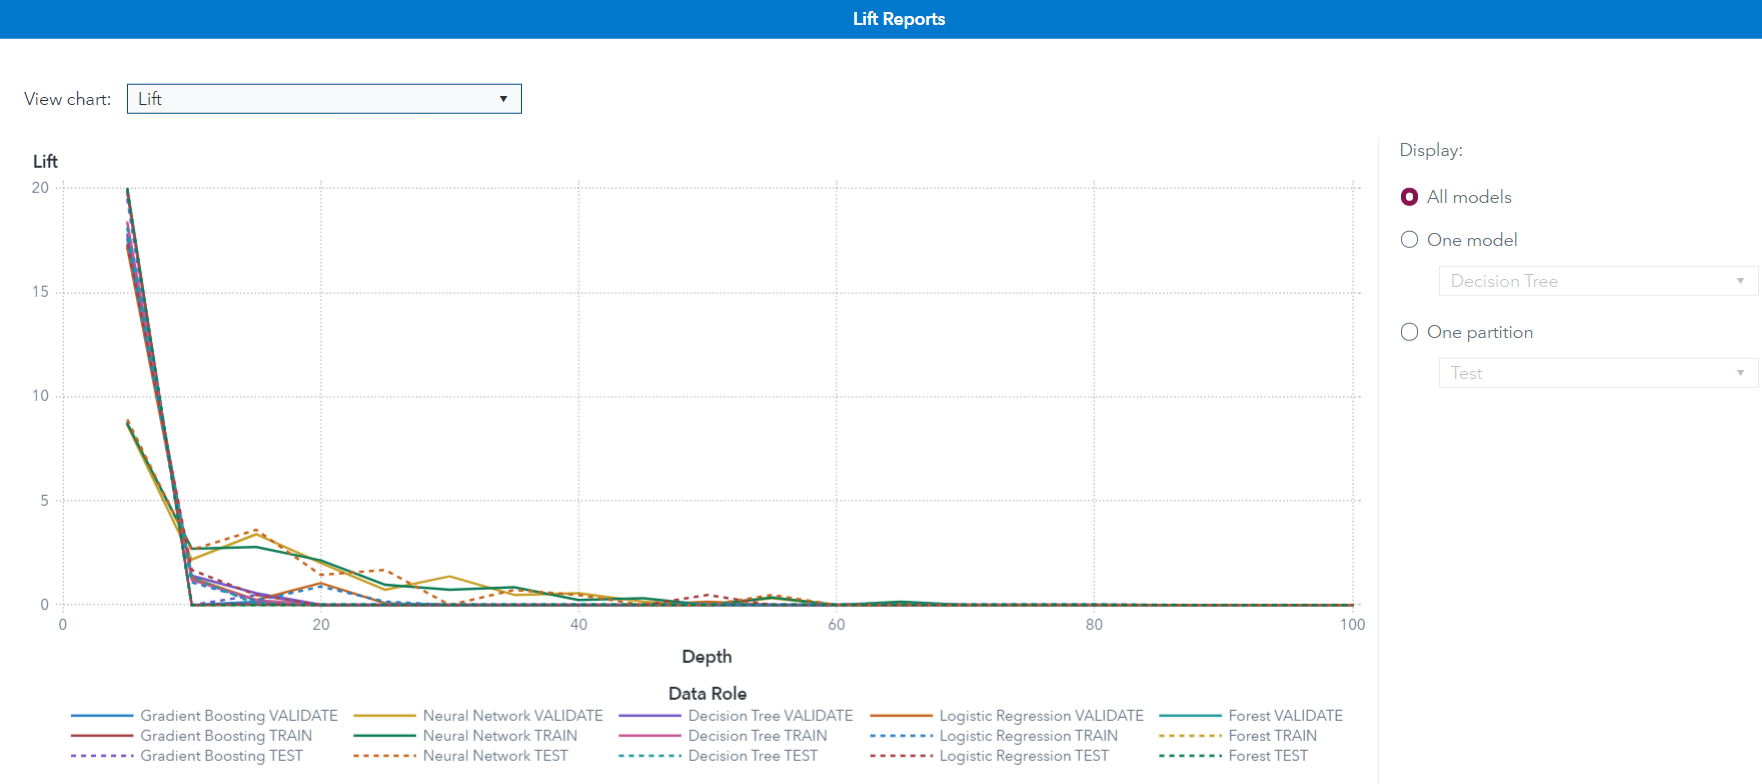 Lift Reports
View chart: Lift
Lift
20
15
10
5
0
0 20 40 60 80 100
Depth
Data Role
Gradient Boosting VALIDATE Neural Network VALIDATE Decision Tree VALIDATE Logistic Regression VALIDATE Forest VALIDATE
Gradient Boosting TRAIN Neural Network TRAIN Decision Tree TRAIN Logistic Regression TRAIN Forest TRAIN
Gradient Boosting TEST Neural Network TEST Decision Tree TEST Logistic Regression TEST Forest TEST
Display:
All models
One model
Decision Tree
One partition
Test